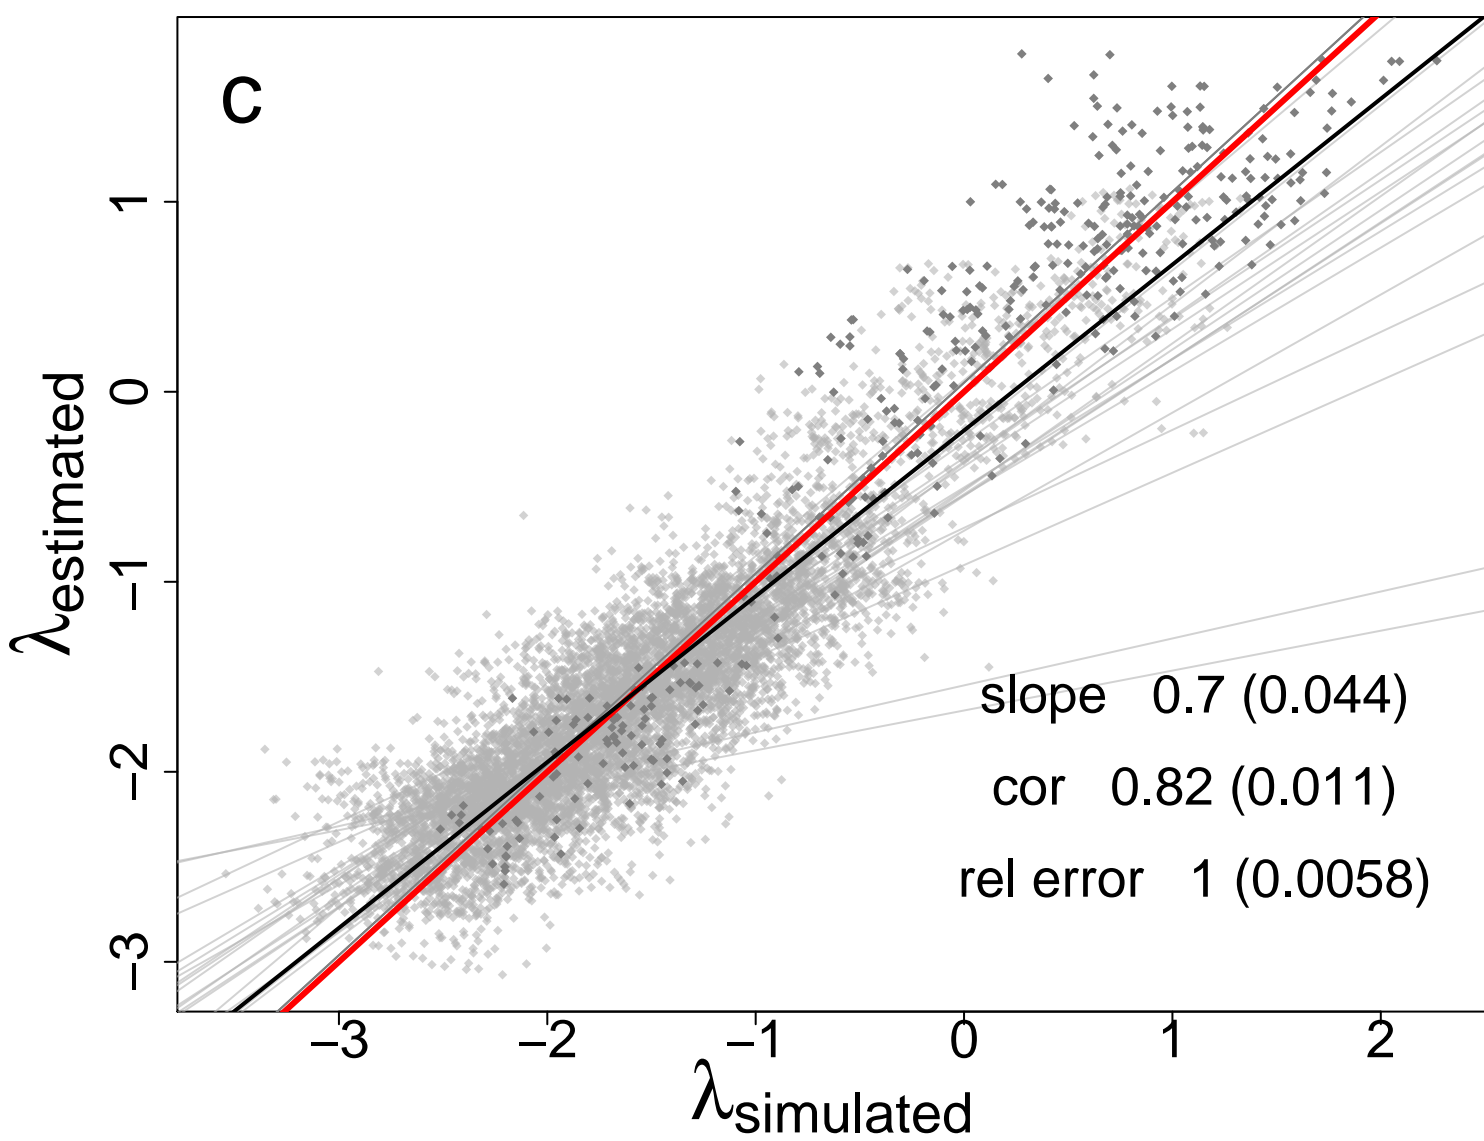 c
1
0
−1
−2
−3
λestimated
slope 0.7 (0.044)
cor 0.82 (0.011)
rel error 1 (0.0058)
−3 −2 −1 0 1 2
λsimulated